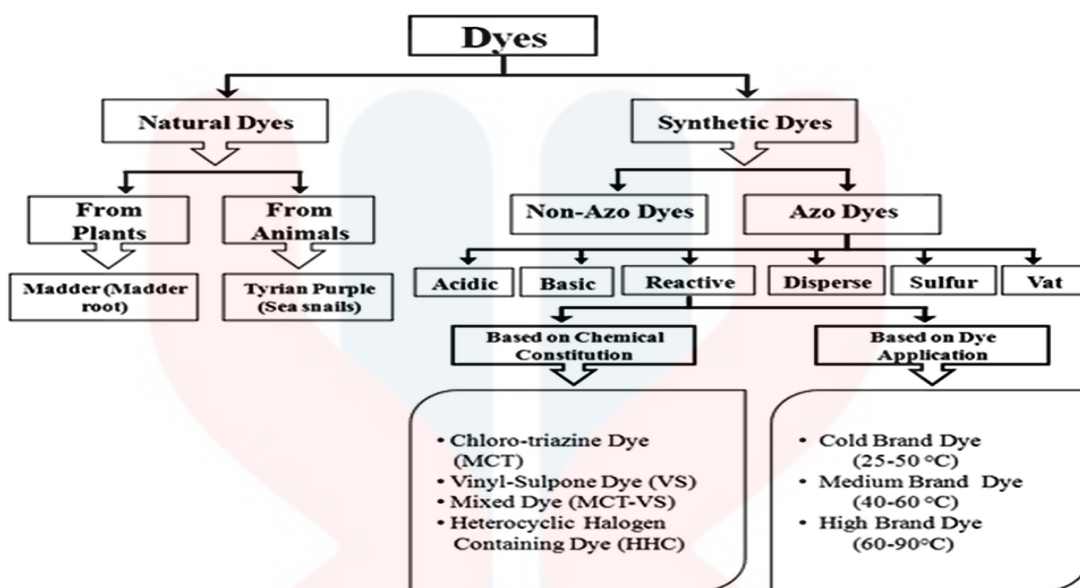 Dyes
Natural Dyes
Synthetic Dyes
From
Plants
From
Animals
Non-Azo Dyes
Azo Dyes
Madder (Madder
root)
Tyrian Purple
(Sea snails)
Acidic
Basic
Reactive
Disperse
Sulfur
Vat
Based on Chemical
Constitution
Based on Dye
Application
• Chloro-triazine Dye
(MCT)
• Vinyl-Sulpone Dye (VS)
• Mixed Dye (MCT-VS)
• Heterocyclic Halogen
Containing Dye (HHC)
• Cold Brand Dye
(25-50 °C)
• Medium Brand Dye
(40-60 °C)
• High Brand Dye
(60-90°C)